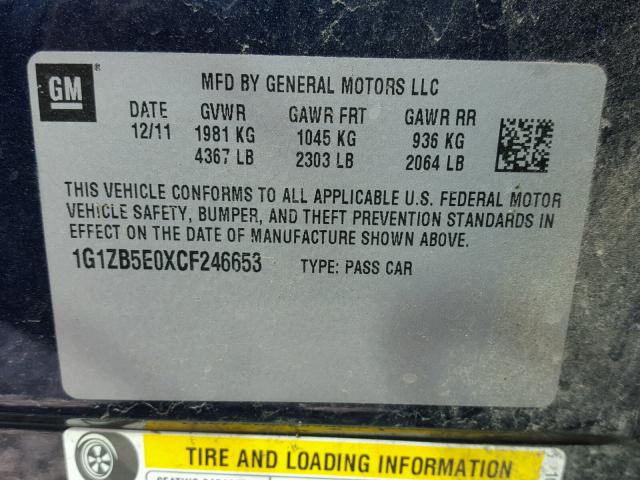 GM
MFD BY GENERAL MOTORS LLC
DATE GVWR GAWR FRT GAWR RR
12/11 1981 KG 1045 KG 936 KG
4367 LB 2303 LB 2064 LB
THIS VEHICLE CONFORMS TO ALL APPLICABLE U.S. FEDERAL MOTOR
VEHICLE SAFETY, BUMPER, AND THEFT PREVENTION STANDARDS IN
EFFECT ON THE DATE OF MANUFACTURE SHOWN ABOVE.
1G1ZB5E0XCF246653 TYPE: PASS CAR
TIRE AND LOADING INFORMATION